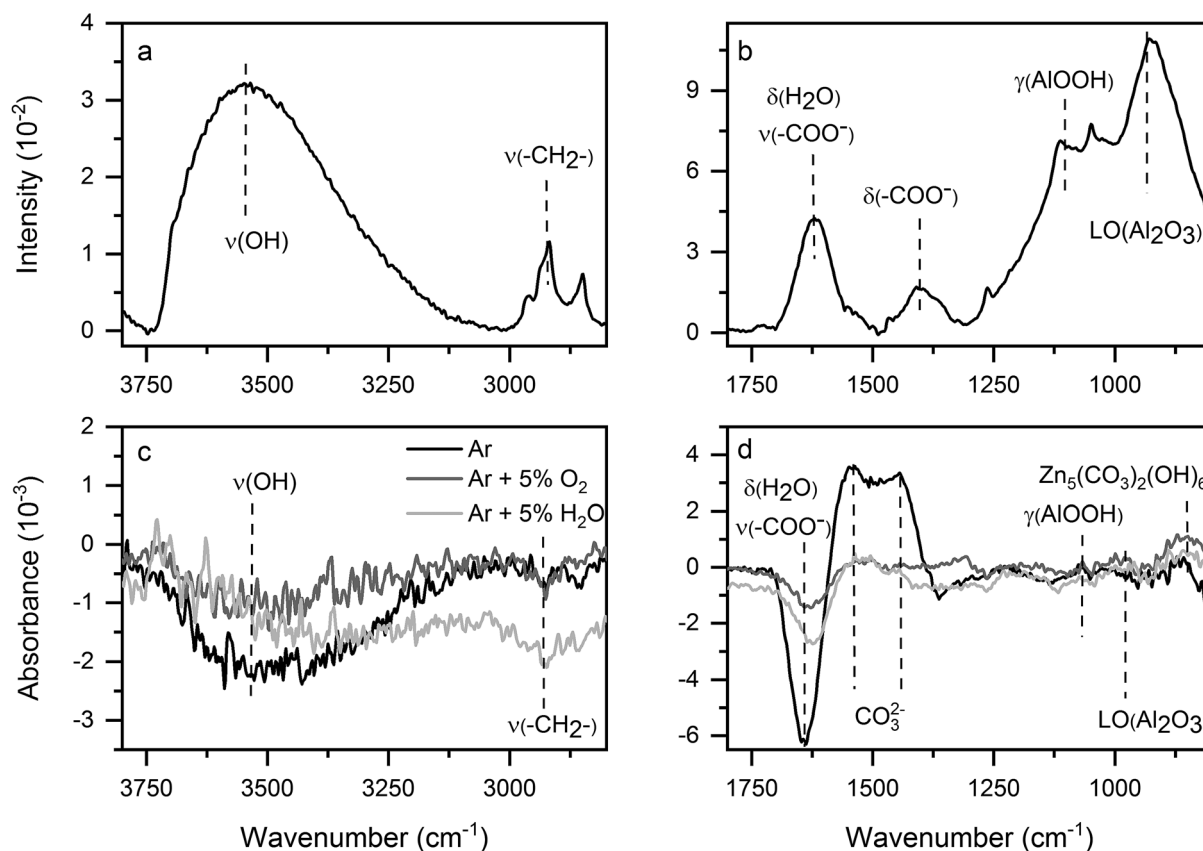 a
4
3
2
1
0
Intensity (10⁻²)
ν(OH)
ν(-CH2-)
3750
3500
3250
3000
b
9
6
3
0
δ(H2O)
ν(-COO⁻)
δ(-COO⁻)
γ(AlOOH)
LO(Al2O3)
1750
1500
1250
1000
c
2
1
0
-1
-2
-3
Absorbance (10⁻³)
Ar
Ar + 5% O₂
Ar + 5% H₂O
ν(OH)
ν(-CH2-)
3750
3500
3250
3000
Wavenumber (cm⁻¹)
d
4
2
0
-2
-4
-6
δ(H2O)
ν(-COO⁻)
CO₃²⁻
Zn5(CO3)2(OH)6
γ(AlOOH)
LO(Al2O3
1750
1500
1250
1000
Wavenumber (cm⁻¹)